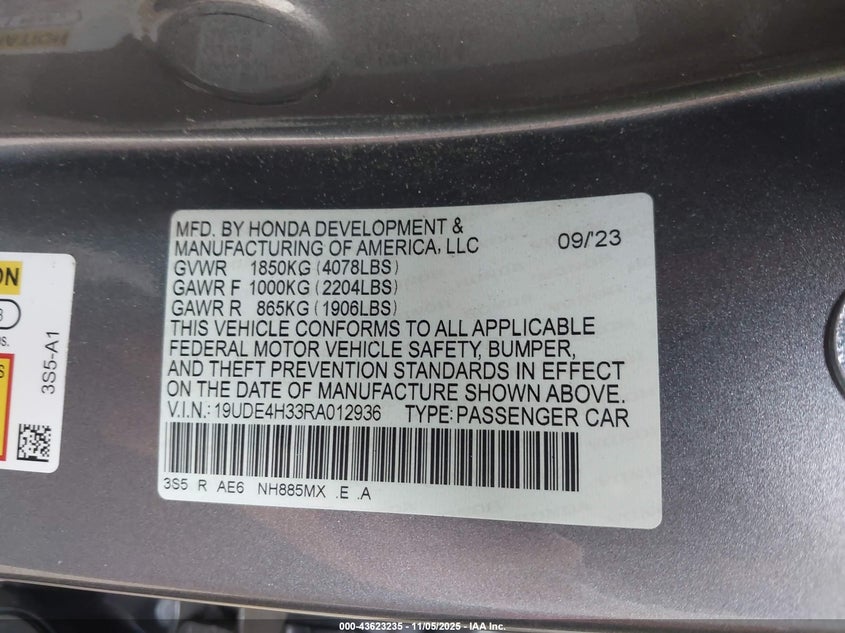 MFD. BY HONDA DEVELOPMENT &
MANUFACTURING OF AMERICA, LLC 09/'23
GVWR 1850KG (4078LBS)
GAWR F 1000KG (2204LBS)
GAWR R 865KG (1906LBS)
THIS VEHICLE CONFORMS TO ALL APPLICABLE
FEDERAL MOTOR VEHICLE SAFETY, BUMPER,
AND THEFT PREVENTION STANDARDS IN EFFECT
ON THE DATE OF MANUFACTURE SHOWN ABOVE.
V.I.N.: 19UDE4H33RA012936 TYPE: PASSENGER CAR
3S5 R AE6 NH885MX .E .A
ON
3S5-A1
000-43623235 - 11/05/2025 - IAA Inc.